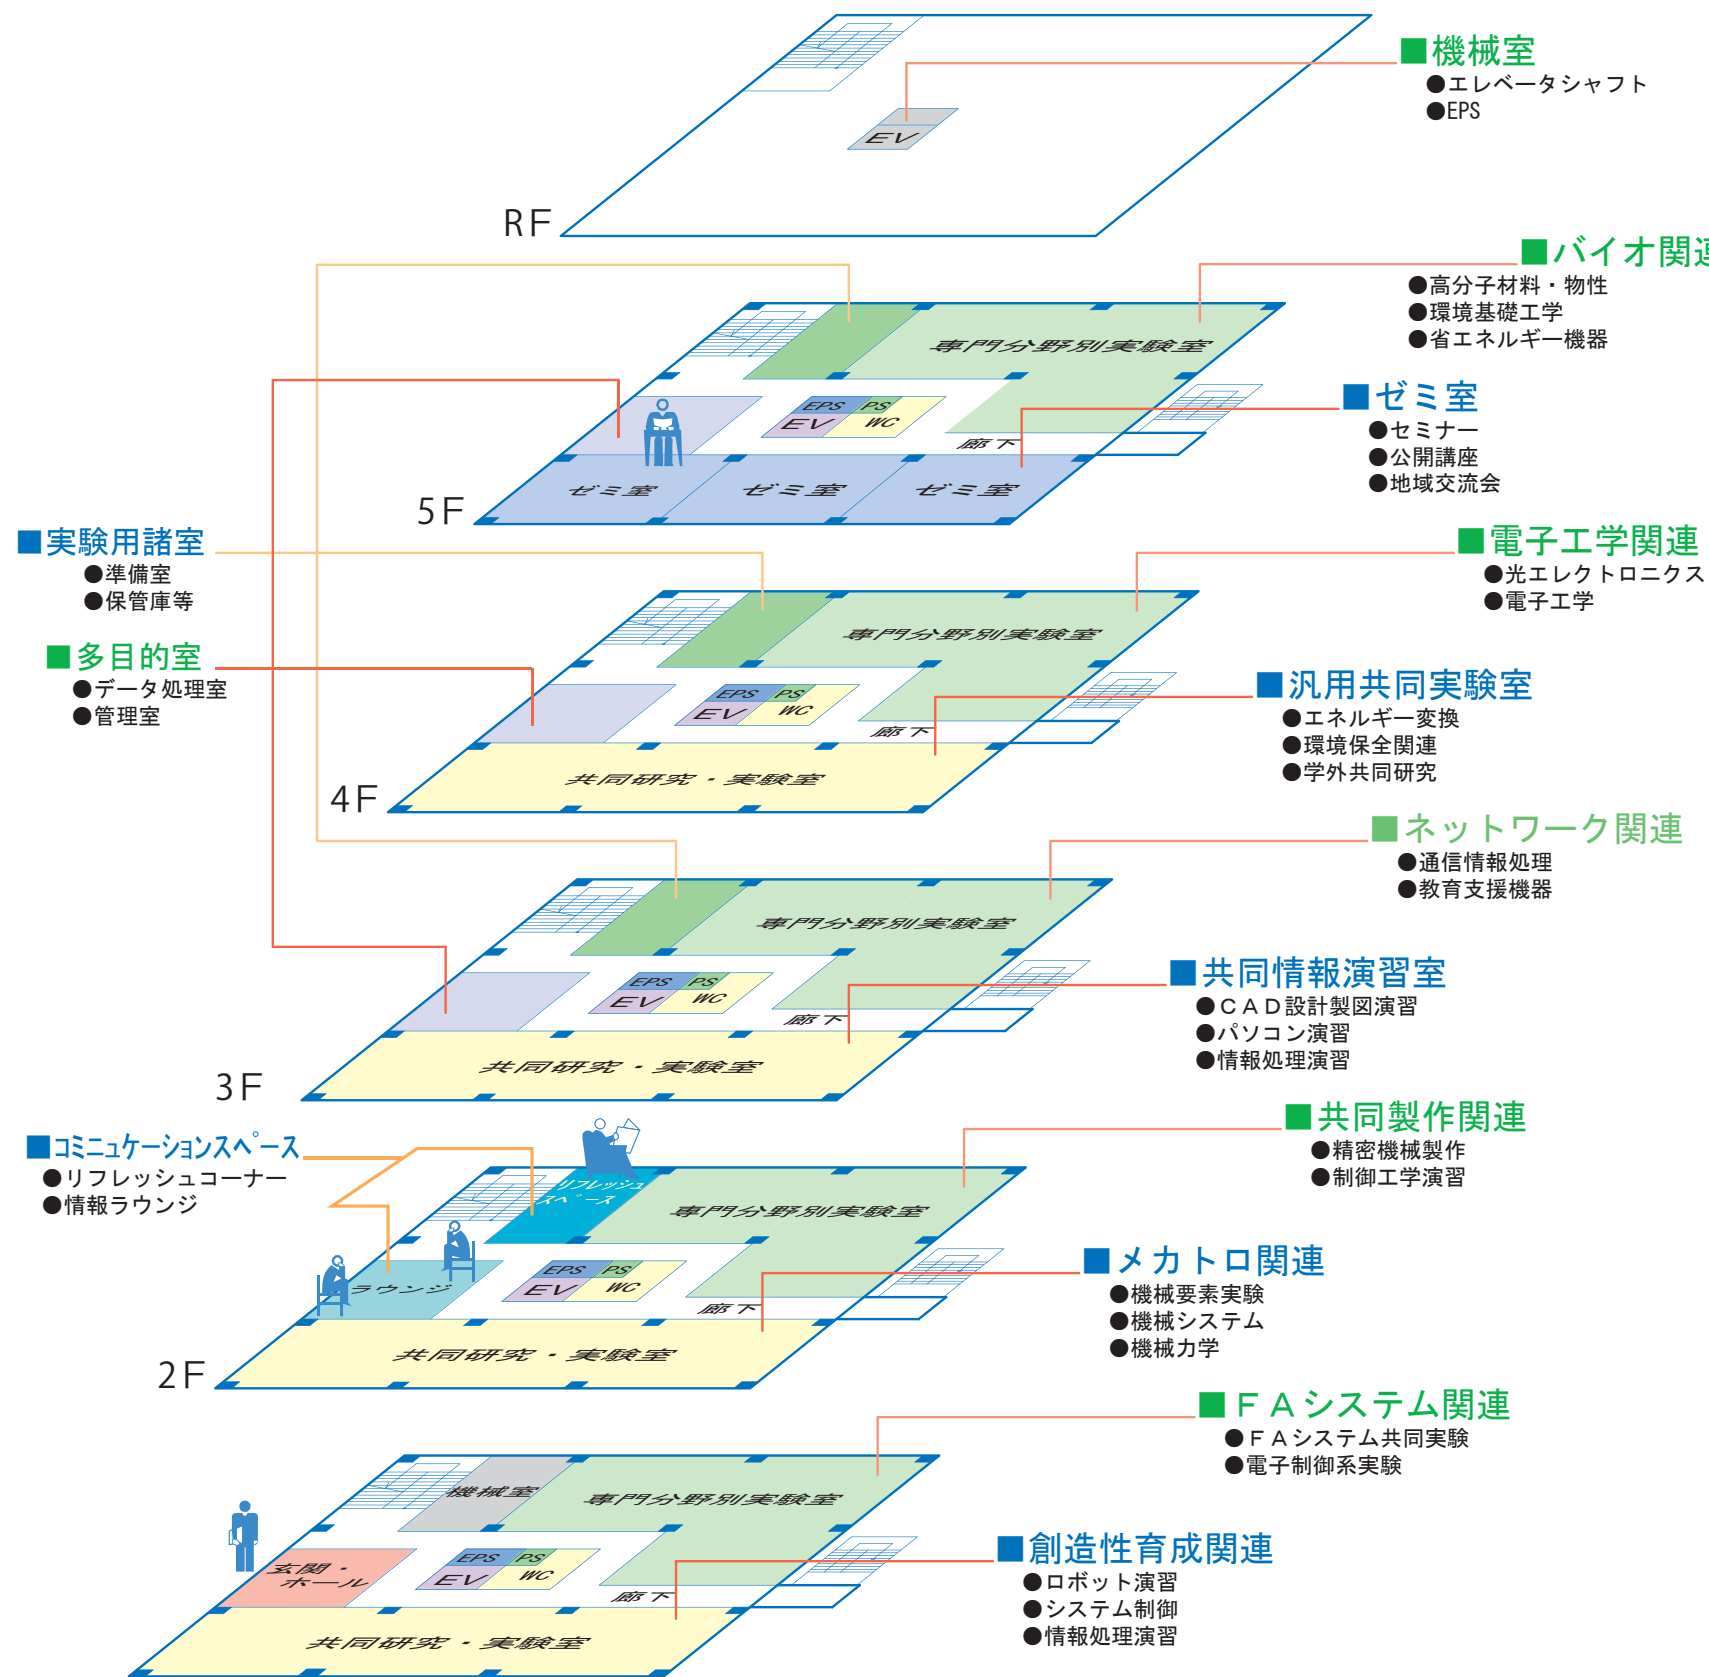 ■機械室
●エレベータシャフト
●EPS
EV
RF
■バイオ関連
●高分子材料・物性
●環境基礎工学
●省エネルギー機器
専門分野別実験室
■ゼミ室
●セミナー
●公開講座
●地域交流会
EPS PS
EV WC
廊下
ゼミ室 ゼミ室 ゼミ室
5F
■実験用諸室
●準備室
●保管庫等
■電子工学関連
●光エレクトロニクス
●電子工学
専門分野別実験室
■多目的室
●データ処理室
●管理室
■汎用共同実験室
●エネルギー変換
●環境保全関連
●学外共同研究
EPS PS
EV WC
廊下
共同研究・実験室
4F
■ネットワーク関連
●通信情報処理
●教育支援機器
専門分野別実験室
■共同情報演習室
●CAD設計製図演習
●パソコン演習
●情報処理演習
EPS PS
EV WC
廊下
共同研究・実験室
3F
■コミニュケーションスペース
●リフレッシュコーナー
●情報ラウンジ
■共同製作関連
●精密機械製作
●制御工学演習
リフレッシュ
スペース
専門分野別実験室
■メカトロ関連
●機械要素実験
●機械システム
●機械力学
EPS PS
EV WC
ラウンジ
廊下
共同研究・実験室
2F
■FAシステム関連
●FAシステム共同実験
●電子制御系実験
機械室
専門分野別実験室
■創造性育成関連
●ロボット演習
●システム制御
●情報処理演習
EPS PS
EV WC
玄関・
ホール
廊下
共同研究・実験室